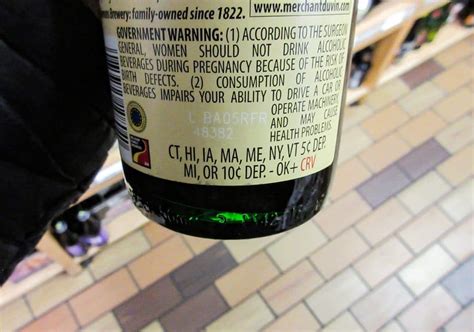 Brewery: family-owned since 1822.
www.merchantduvin.com
GOVERNMENT WARNING: (1) ACCORDING TO THE SURGEON
GENERAL, WOMEN SHOULD NOT DRINK ALCOHOLIC
BEVERAGES DURING PREGNANCY BECAUSE OF THE RISK OF
BIRTH DEFECTS. (2) CONSUMPTION OF ALCOHOLIC
BEVERAGES IMPAIRS YOUR ABILITY TO DRIVE A CAR OR
OPERATE MACHINERY,
AND MAY CAUSE
HEALTH PROBLEMS.
L BA05RFR
48382
CT, HI, IA, MA, ME, NY, VT 5¢ DEP.
MI, OR 10¢ DEP. - OK+ CRV